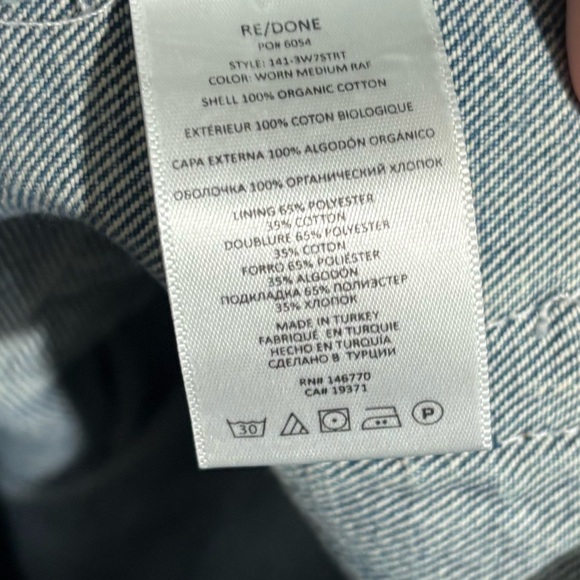 RE/DONE
PO# 6054
STYLE: 141-3W7STRT
COLOR: WORN MEDIUM RAF
SHELL 100% ORGANIC COTTON
EXTÉRIEUR 100% COTON BIOLOGIQUE
CAPA EXTERNA 100% ALGODÓN ORGÁNICO
ОБОЛОЧКА 100% ОРГАНИЧЕСКИЙ ХЛОПОК
LINING 65% POLYESTER
35% COTTON
DOUBLURE 65% POLYESTER
35% COTON
FORRO 65% POLIÉSTER
35% ALGODÓN
ПОДКЛАДКА 65% ПОЛИЭСТЕР
35% ХЛОПОК
MADE IN TURKEY
FABRIQUÉ EN TURQUIE
HECHO EN TURQUÍA
СДЕЛАНО В ТУРЦИИ
RN# 146770
CA# 19371
30 P